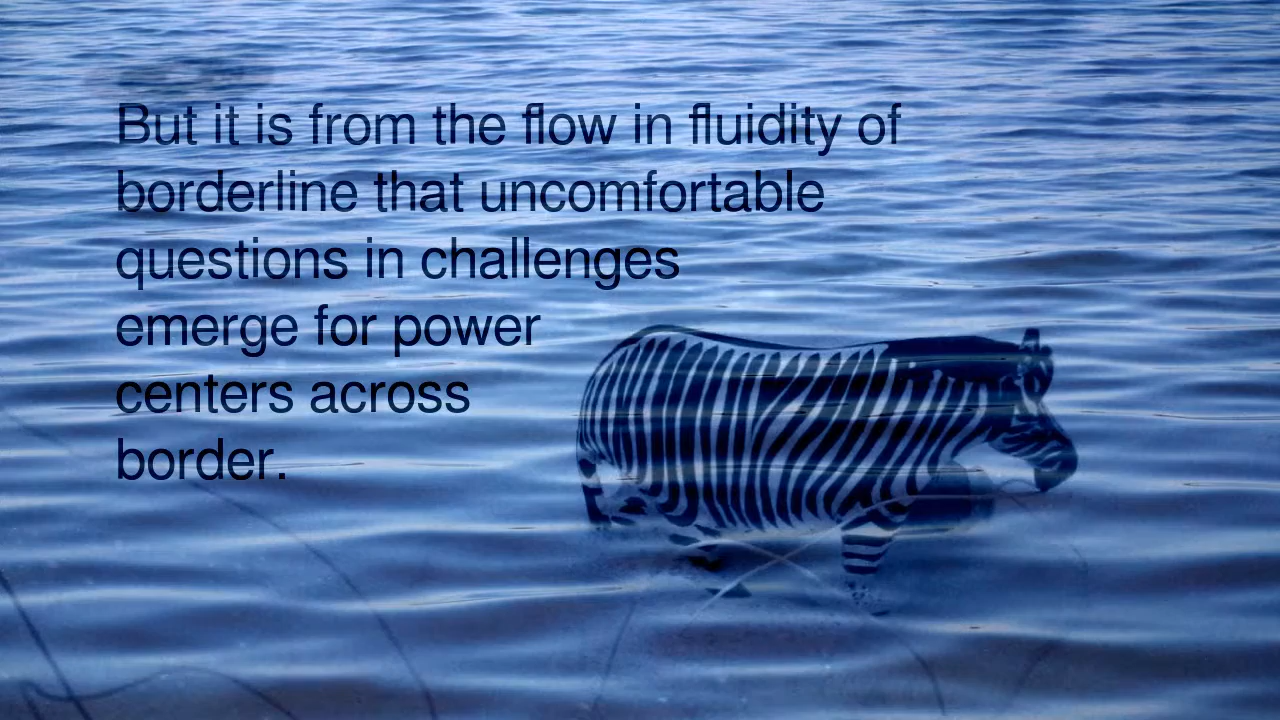 But it is from the flow in fluidity of
borderline that uncomfortable
questions in challenges
emerge for power
centers across
border.